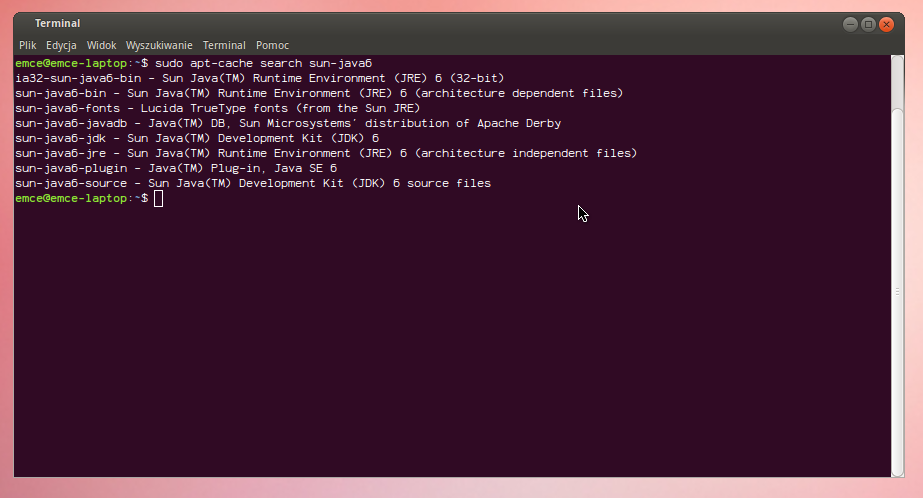 Terminal
Plik Edycja Widok Wyszukiwanie Terminal Pomoc
emce@emce-laptop:~$ sudo apt-cache search sun-java6
ia32-sun-java6-bin - Sun Java(TM) Runtime Environment (JRE) 6 (32-bit)
sun-java6-bin - Sun Java(TM) Runtime Environment (JRE) 6 (architecture dependent files)
sun-java6-fonts - Lucida TrueType fonts (from the Sun JRE)
sun-java6-javadb - Java(TM) DB, Sun Microsystems' distribution of Apache Derby
sun-java6-jdk - Sun Java(TM) Development Kit (JDK) 6
sun-java6-jre - Sun Java(TM) Runtime Environment (JRE) 6 (architecture independent files)
sun-java6-plugin - Java(TM) Plug-in, Java SE 6
sun-java6-source - Sun Java(TM) Development Kit (JDK) 6 source files
emce@emce-laptop:~$